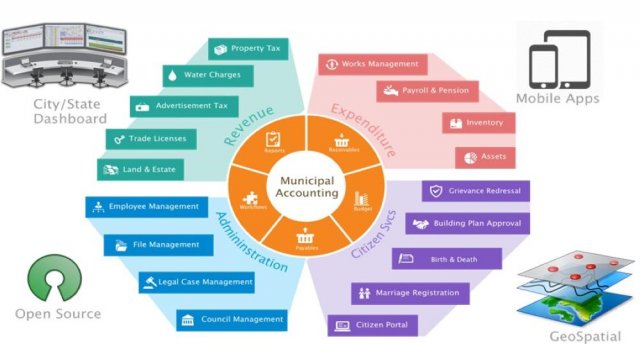 City/State
Dashboard
Property Tax
Water Charges
Advertisement Tax
Trade Licenses
Land & Estate
Revenue
Works Management
Payroll & Pension
Inventory
Assets
Expenditure
Mobile Apps
Reports
Receivables
Workflows
Municipal
Accounting
Budget
Payables
Employee Management
File Management
Legal Case Management
Council Management
Admininstration
Grievance Redressal
Building Plan Approval
Birth & Death
Marriage Registration
Citizen Portal
Citizen Svcs
Open Source
GeoSpatial